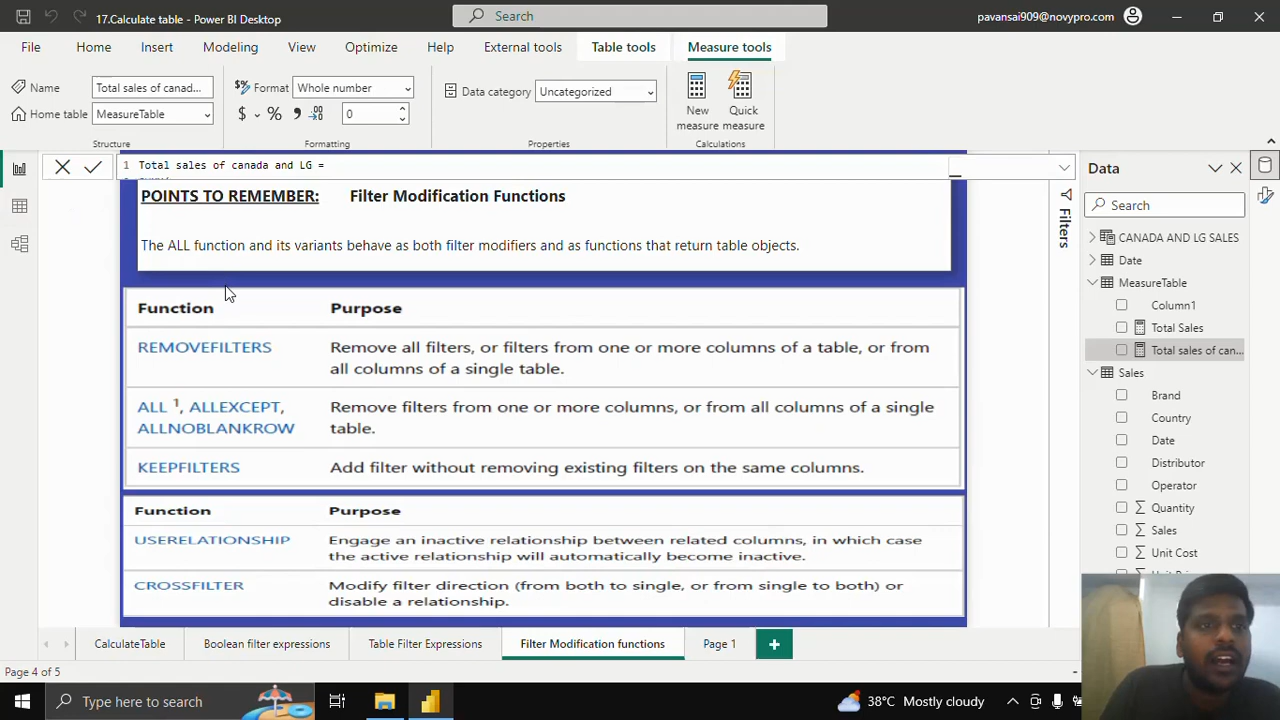 17.Calculate table - Power BI Desktop
Search
pavansai909@novypro.com
File Home Insert Modeling View Optimize Help External tools Table tools Measure tools
Name Total sales of canad...
Home table MeasureTable
Structure
Format Whole number
$ % , 0
Formatting
Data category Uncategorized
Properties
New measure
Quick measure
Calculations
1 Total sales of canada and LG =
POINTS TO REMEMBER: Filter Modification Functions
The ALL function and its variants behave as both filter modifiers and as functions that return table objects.
Function Purpose
REMOVEFILTERS Remove all filters, or filters from one or more columns of a table, or from
all columns of a single table.
ALL 1, ALLEXCEPT, Remove filters from one or more columns, or from all columns of a single
ALLNOBLANKROW table.
KEEPFILTERS Add filter without removing existing filters on the same columns.
Function Purpose
USERELATIONSHIP Engage an inactive relationship between related columns, in which case
the active relationship will automatically become inactive.
CROSSFILTER Modify filter direction (from both to single, or from single to both) or
disable a relationship.
Filters
Data
Search
CANADA AND LG SALES
Date
MeasureTable
Column1
Total Sales
Total sales of can...
Sales
Brand
Country
Date
Distributor
Operator
Quantity
Sales
Unit Cost
CalculateTable Boolean filter expressions Table Filter Expressions Filter Modification functions Page 1
Page 4 of 5
Type here to search
38°C Mostly cloudy